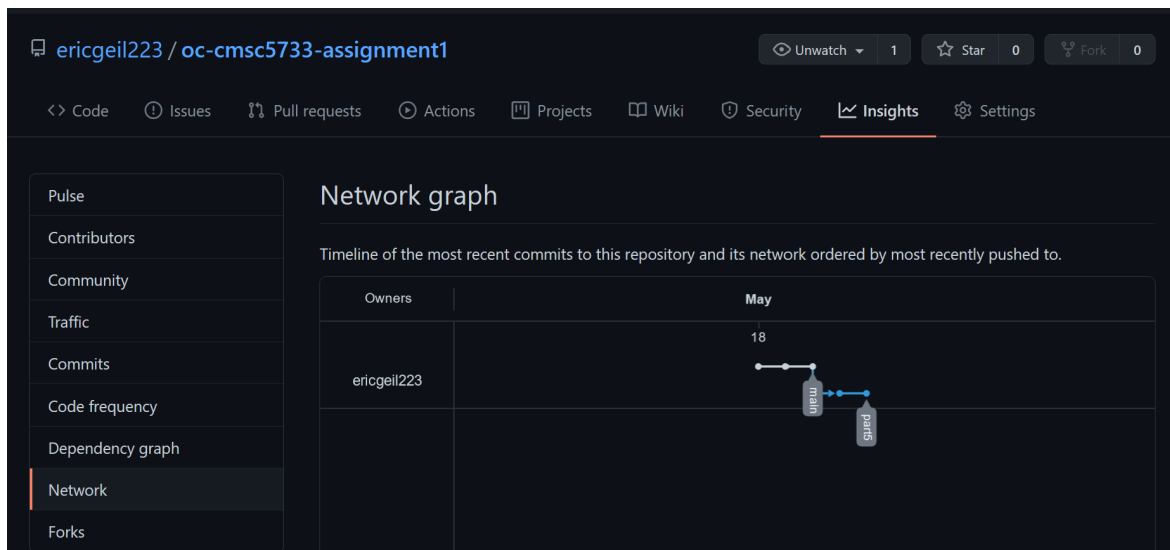 ericgeil223 / oc-cmsc5733-assignment1
Unwatch 1 Star 0 Fork 0
<> Code Issues Pull requests Actions Projects Wiki Security Insights Settings
Pulse
Contributors
Community
Traffic
Commits
Code frequency
Dependency graph
Network
Forks
Network graph
Timeline of the most recent commits to this repository and its network ordered by most recently pushed to.
Owners May
18
ericgeil223
main
part5